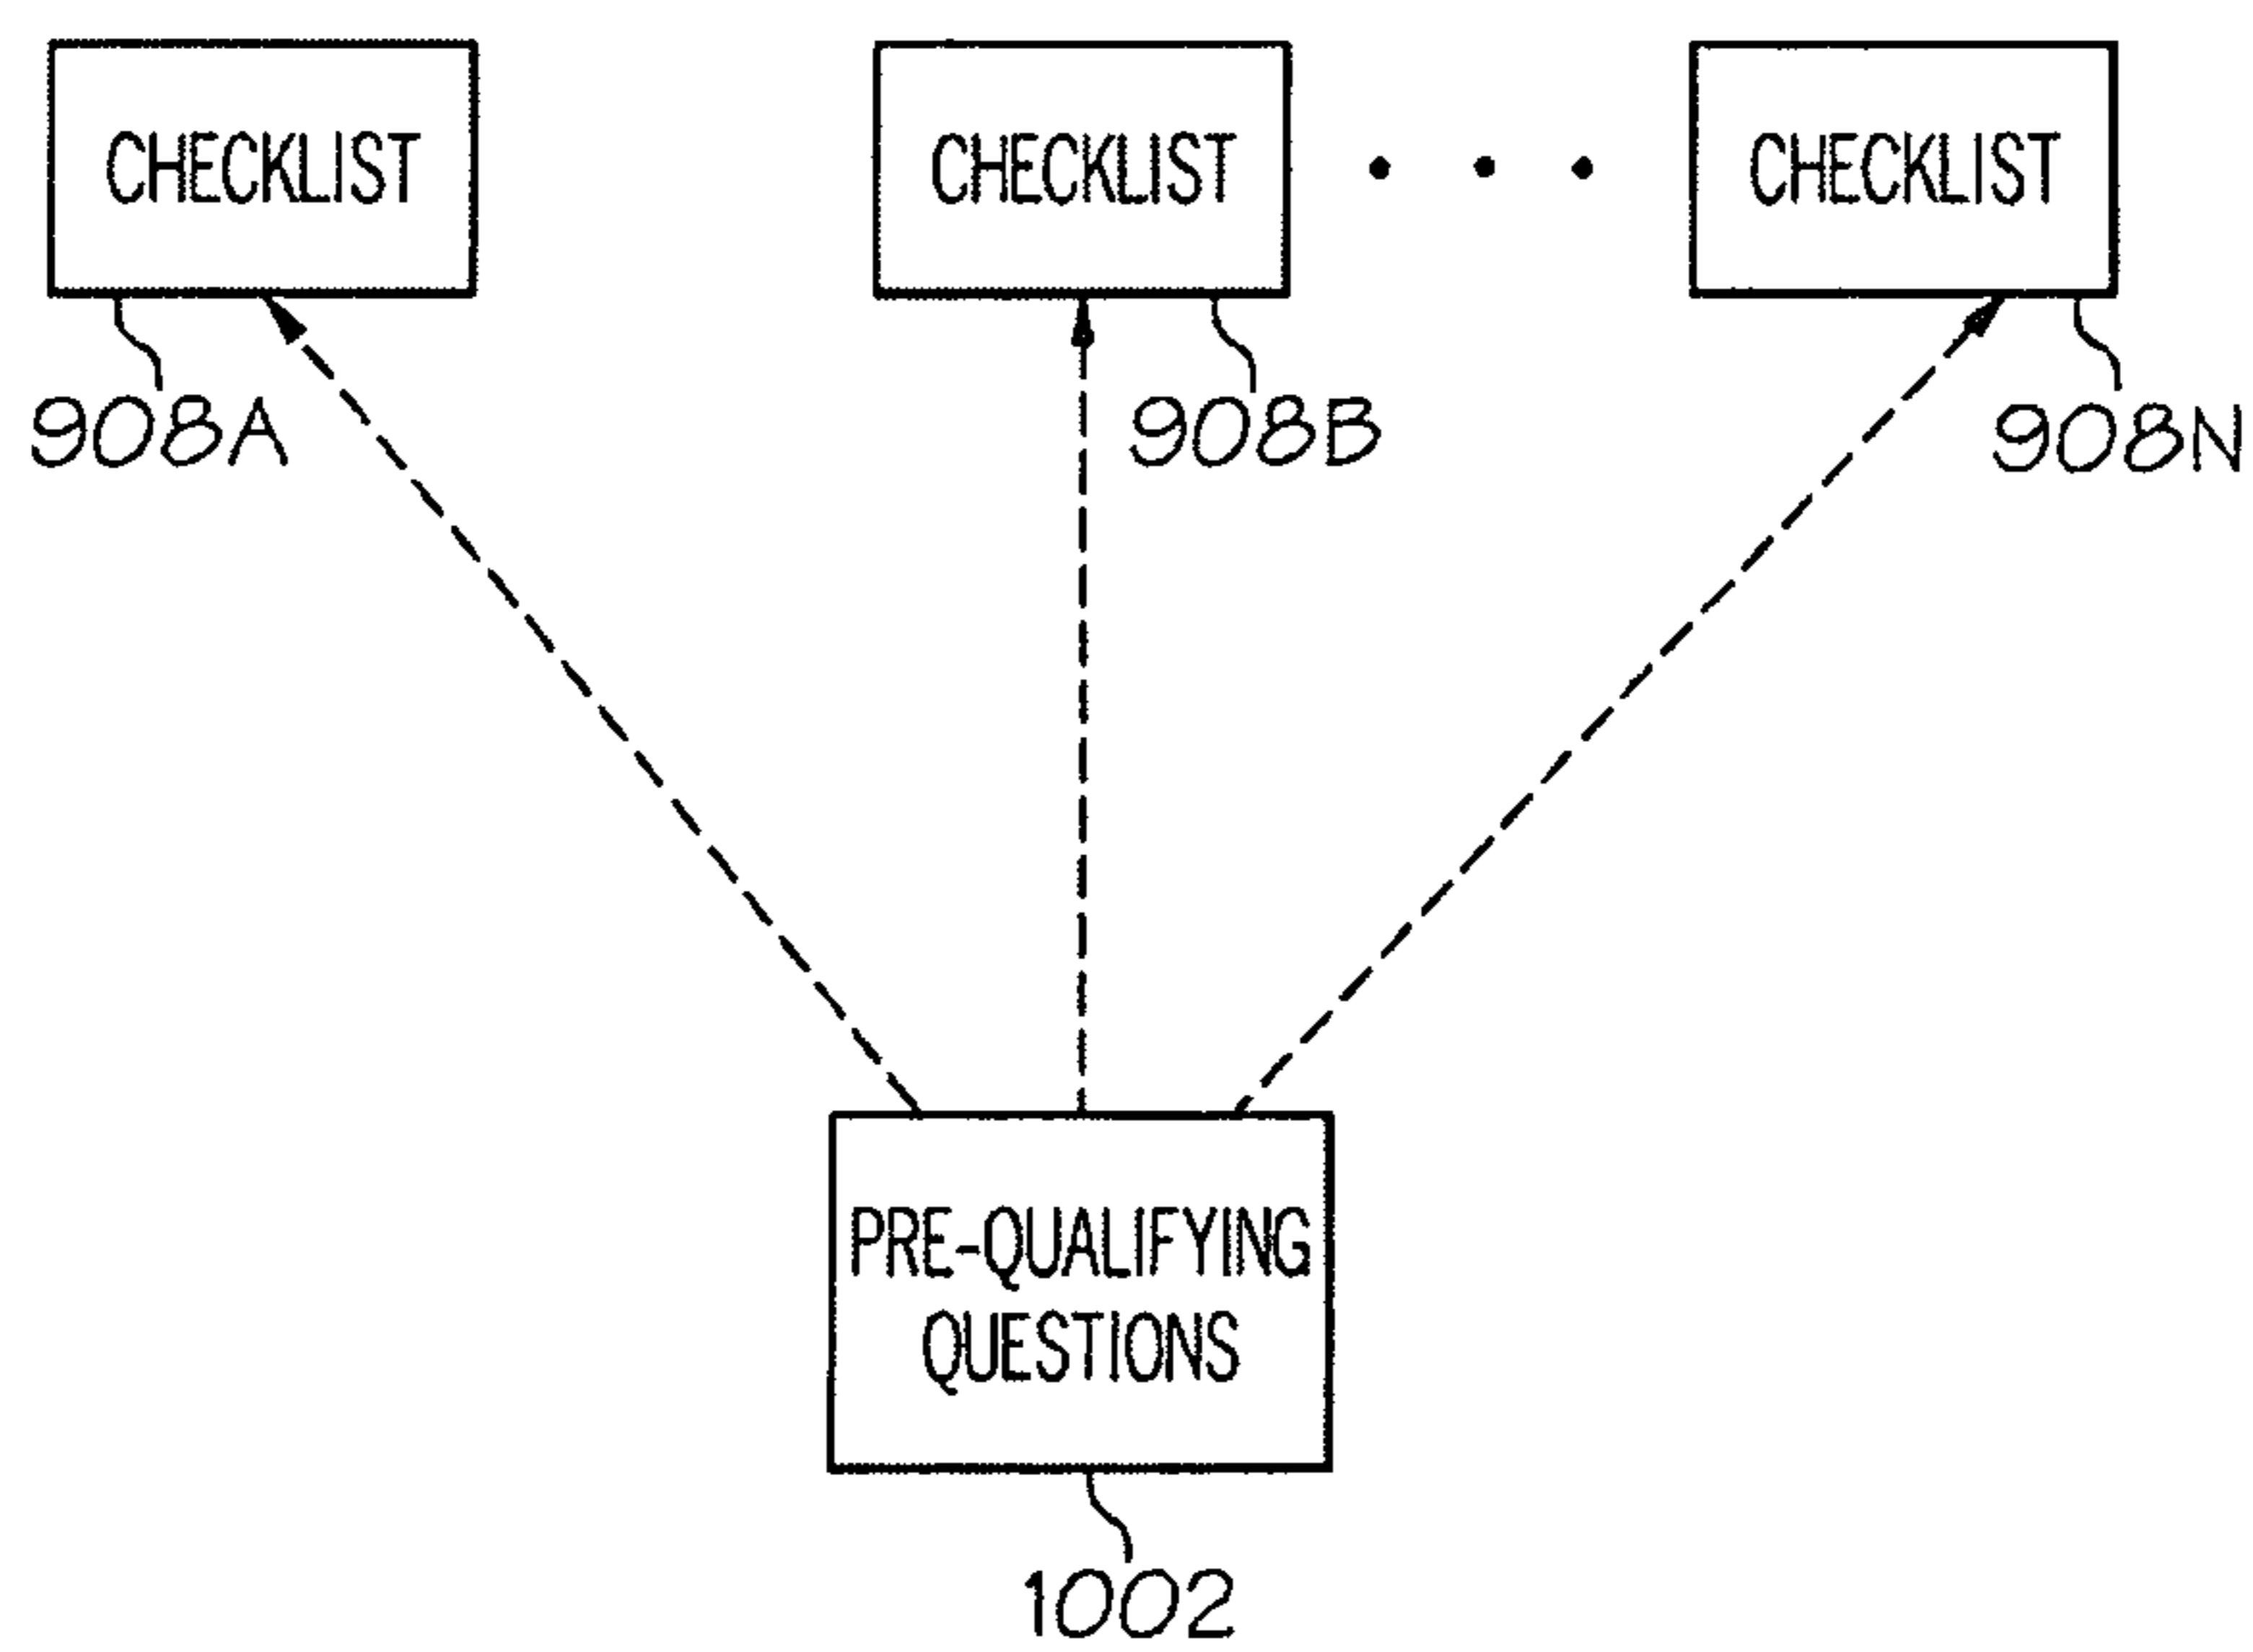 CHECKLIST
CHECKLIST
CHECKLIST
908A
908B
908N
PRE-QUALIFYING
QUESTIONS
1002